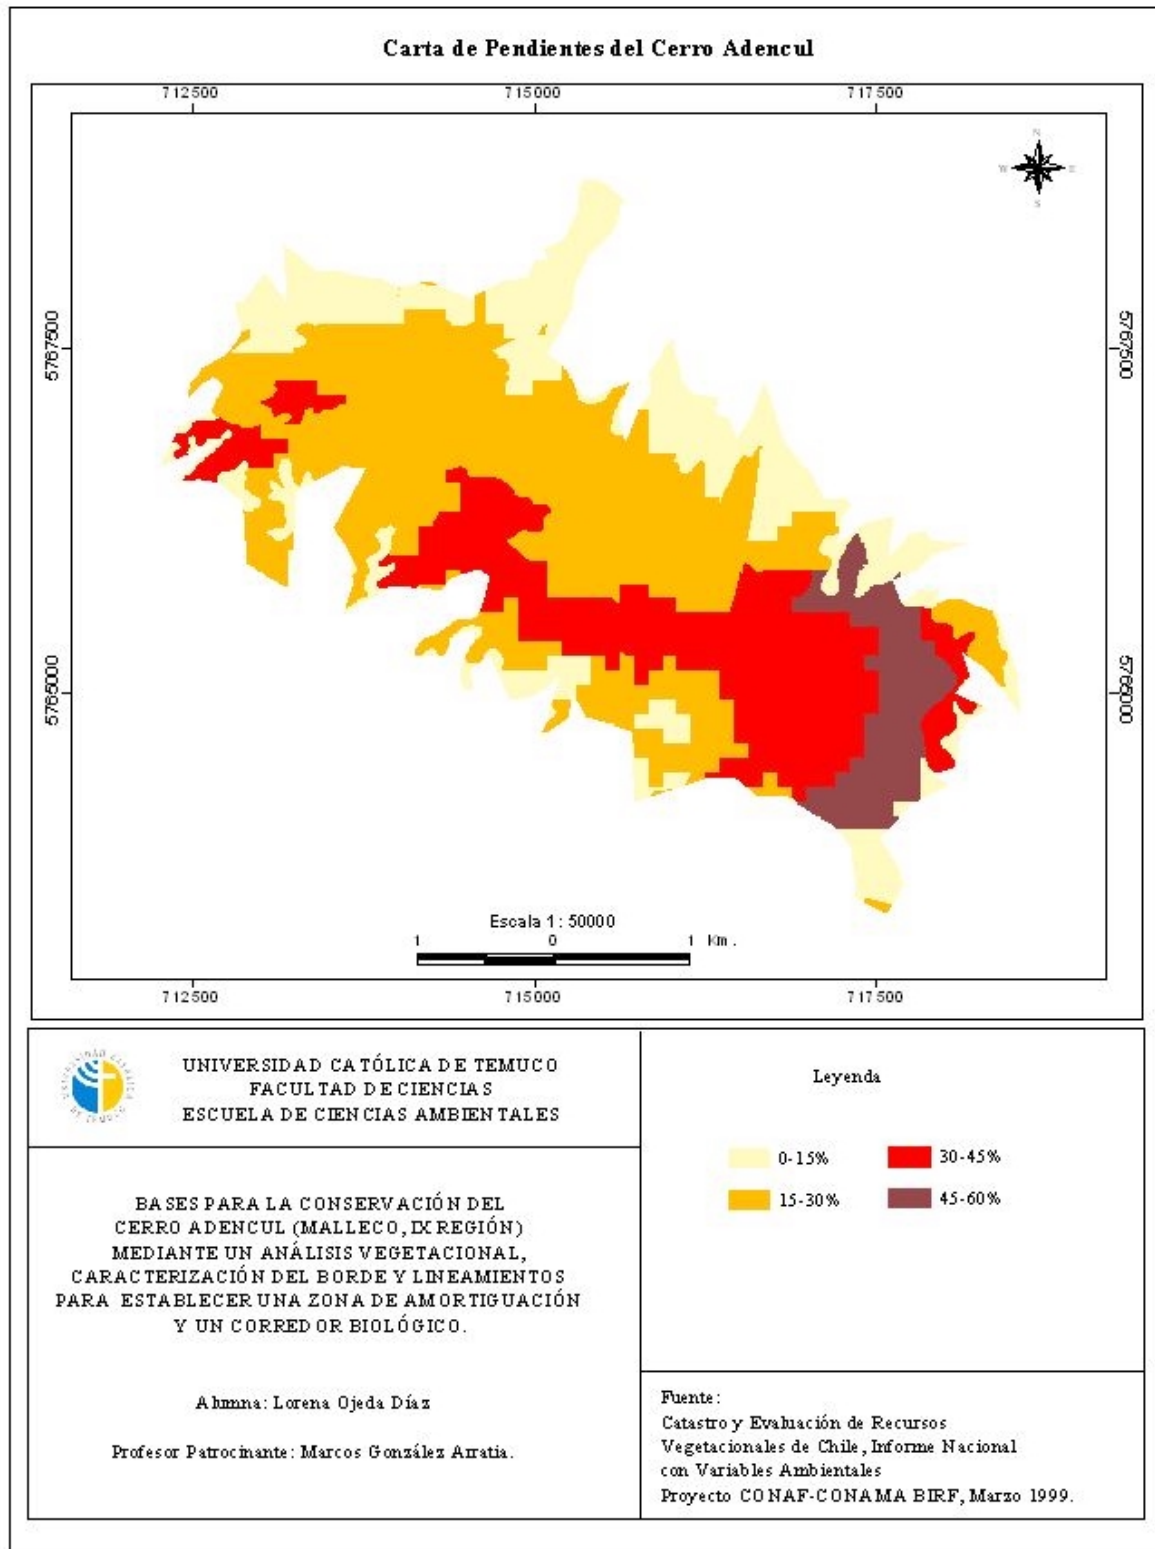 Carta de Pendientes del Cerro Adencul
712500 715000 717500
N
W E
S
5767500 5767500
5765000 5765000
Escala 1 : 50000
1 0 1 Km.
712500 715000 717500
UNIVERSIDAD CATÓLICA DE TEMUCO
FACULTAD DE CIENCIAS
ESCUELA DE CIENCIAS AMBIENTALES
UNIVERSIDAD CATÓLICA DE TEMUCO
BASES PARA LA CONSERVACIÓN DEL
CERRO ADENCUL (MALLECO, IX REGIÓN)
MEDIANTE UN ANÁLISIS VEGETACIONAL,
CARACTERIZACIÓN DEL BORDE Y LINEAMIENTOS
PARA ESTABLECER UNA ZONA DE AMORTIGUACIÓN
Y UN CORREDOR BIOLÓGICO.
Alumna: Lorena Ojeda Díaz
Profesor Patrocinante: Marcos González Arratia.
Leyenda
0-15% 30-45%
15-30% 45-60%
Fuente:
Catastro y Evaluación de Recursos
Vegetacionales de Chile, Informe Nacional
con Variables Ambientales
Proyecto CONAF-CONAMA BIRF, Marzo 1999.